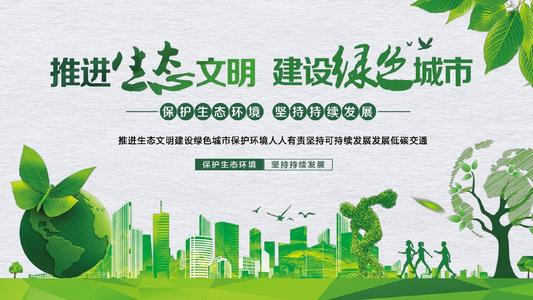 推进生态文明 建设绿色城市
保护生态环境 坚持持续发展
推进生态文明建设绿色城市保护环境人人有责坚持可持续发展发展低碳交通
保护生态环境 坚持持续发展